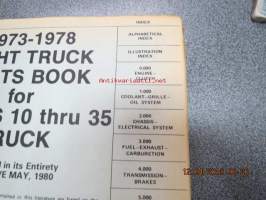 973-1978
HT TRUCK
TS BOOK
for
S 10 thru 35
RUCK
d in its Entirety
VE MAY, 1980
INDEX
ALPHABETICAL
INDEX
ILLUSTRATION
INDEX
0.000
ENGINE-
CLUTCH
1.000
COOLANT-GRILLE-
OIL SYSTEM
2.000
CHASSIS-
ELECTRICAL SYSTEM
3.000
FUEL-EXHAUST-
CARBURETION
4.000
TRANSMISSION-
BRAKES
5.000